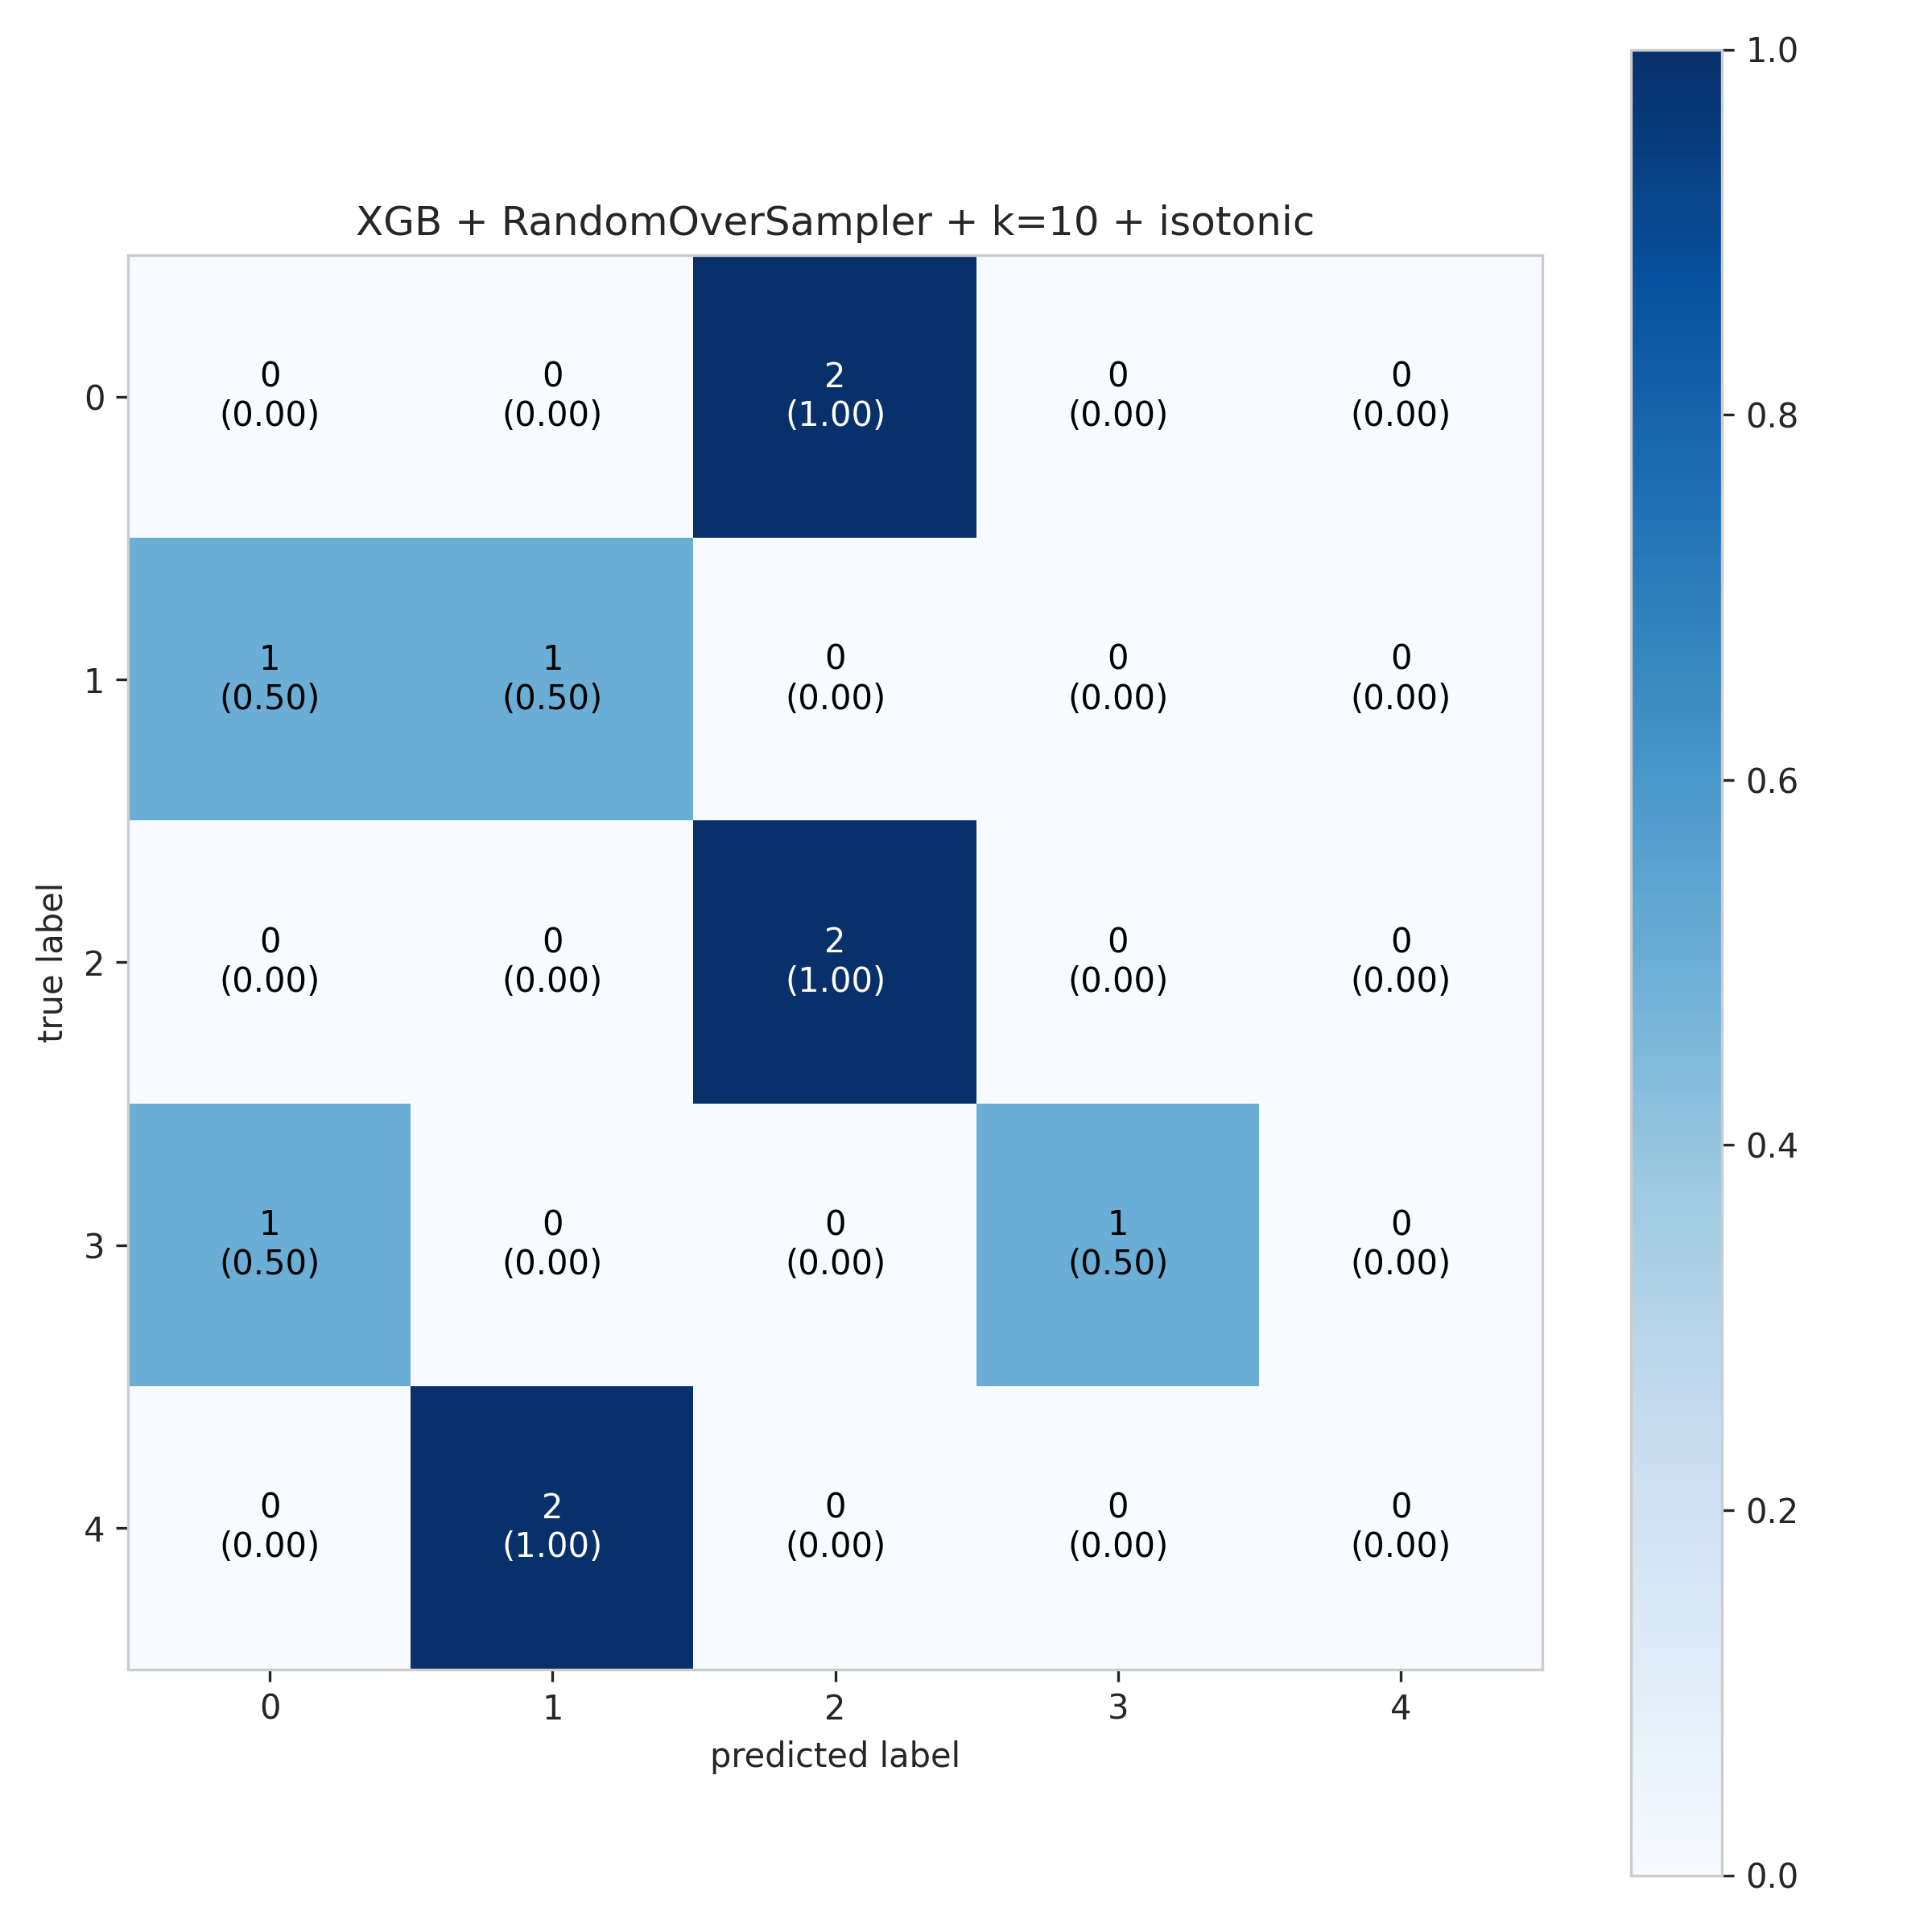 XGB + RandomOverSampler + k=10 + isotonic
0 0 2 0 0
(0.00) (0.00) (1.00) (0.00) (0.00)
0
1 1 0 0 0
(0.50) (0.50) (0.00) (0.00) (0.00)
1
0 0 2 0 0
(0.00) (0.00) (1.00) (0.00) (0.00)
2
1 0 0 1 0
(0.50) (0.00) (0.00) (0.50) (0.00)
3
0 2 0 0 0
(0.00) (1.00) (0.00) (0.00) (0.00)
4
true label
0 1 2 3 4
predicted label
1.0
0.8
0.6
0.4
0.2
0.0